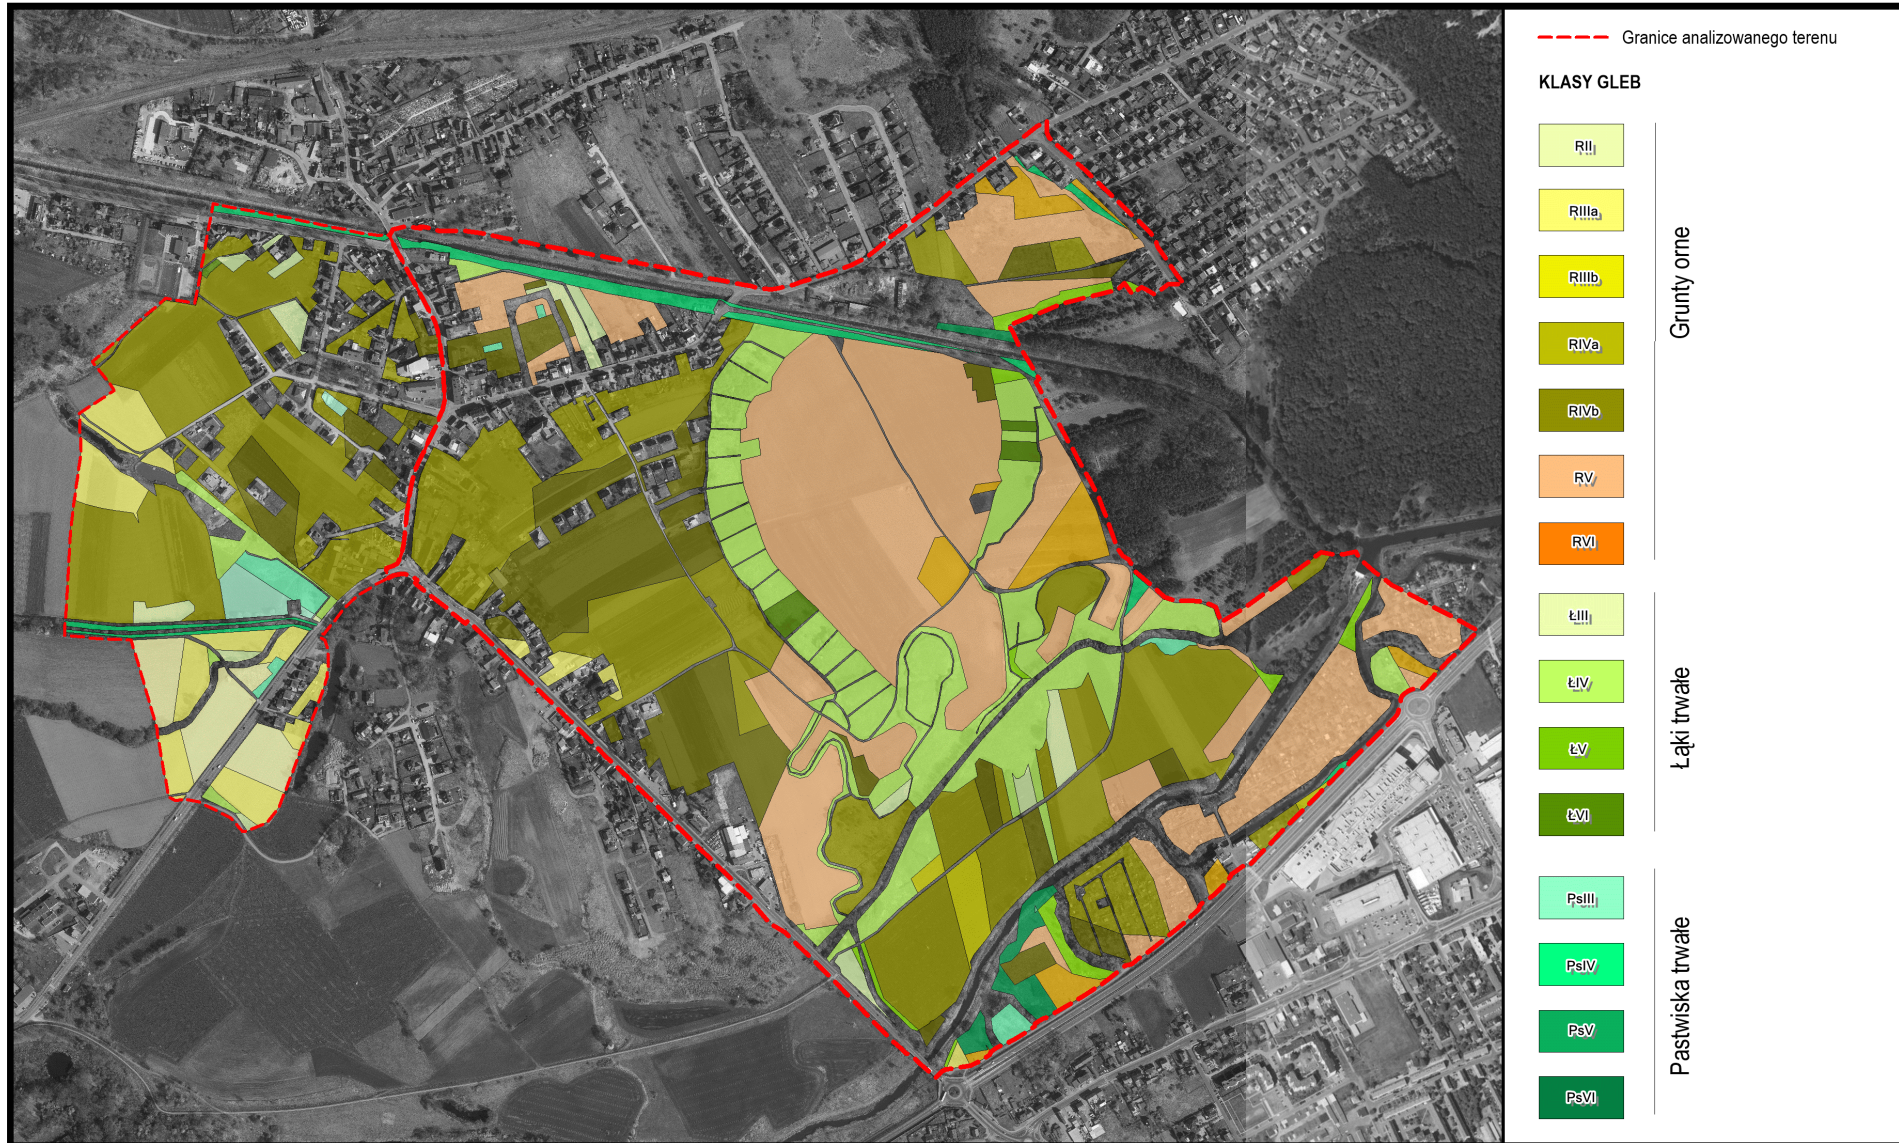 Granice analizowanego terenu
KLASY GLEB
RII
RIIIa
RIIIb
RIVa
RIVb
RV
RVI
Grunty orne
ŁIII
ŁIV
ŁV
ŁVI
Łąki trwałe
PsIII
PsIV
PsV
PsVI
Pastwiska trwałe